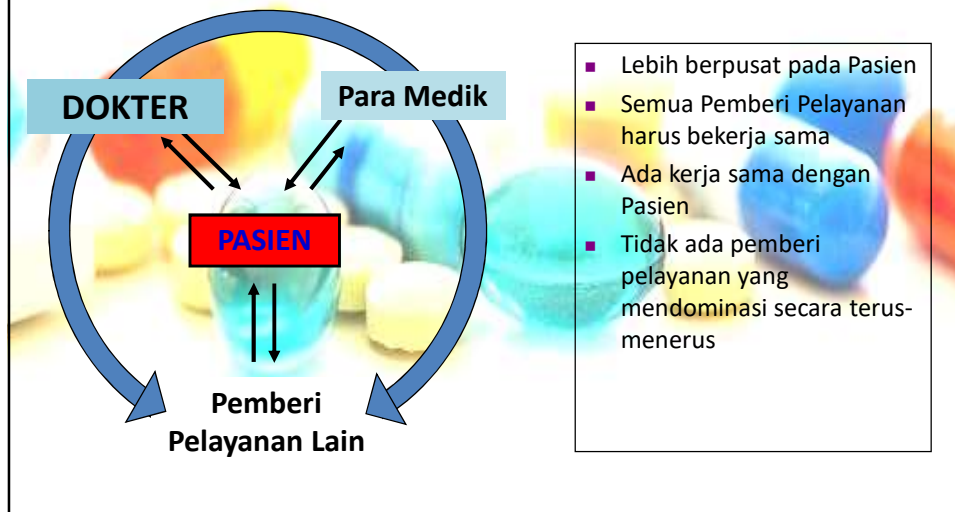 DOKTER
Para Medik
PASIEN
Pemberi
Pelayanan Lain
▪ Lebih berpusat pada Pasien
▪ Semua Pemberi Pelayanan
harus bekerja sama
▪ Ada kerja sama dengan
Pasien
▪ Tidak ada pemberi
pelayanan yang
mendominasi secara terus-
menerus